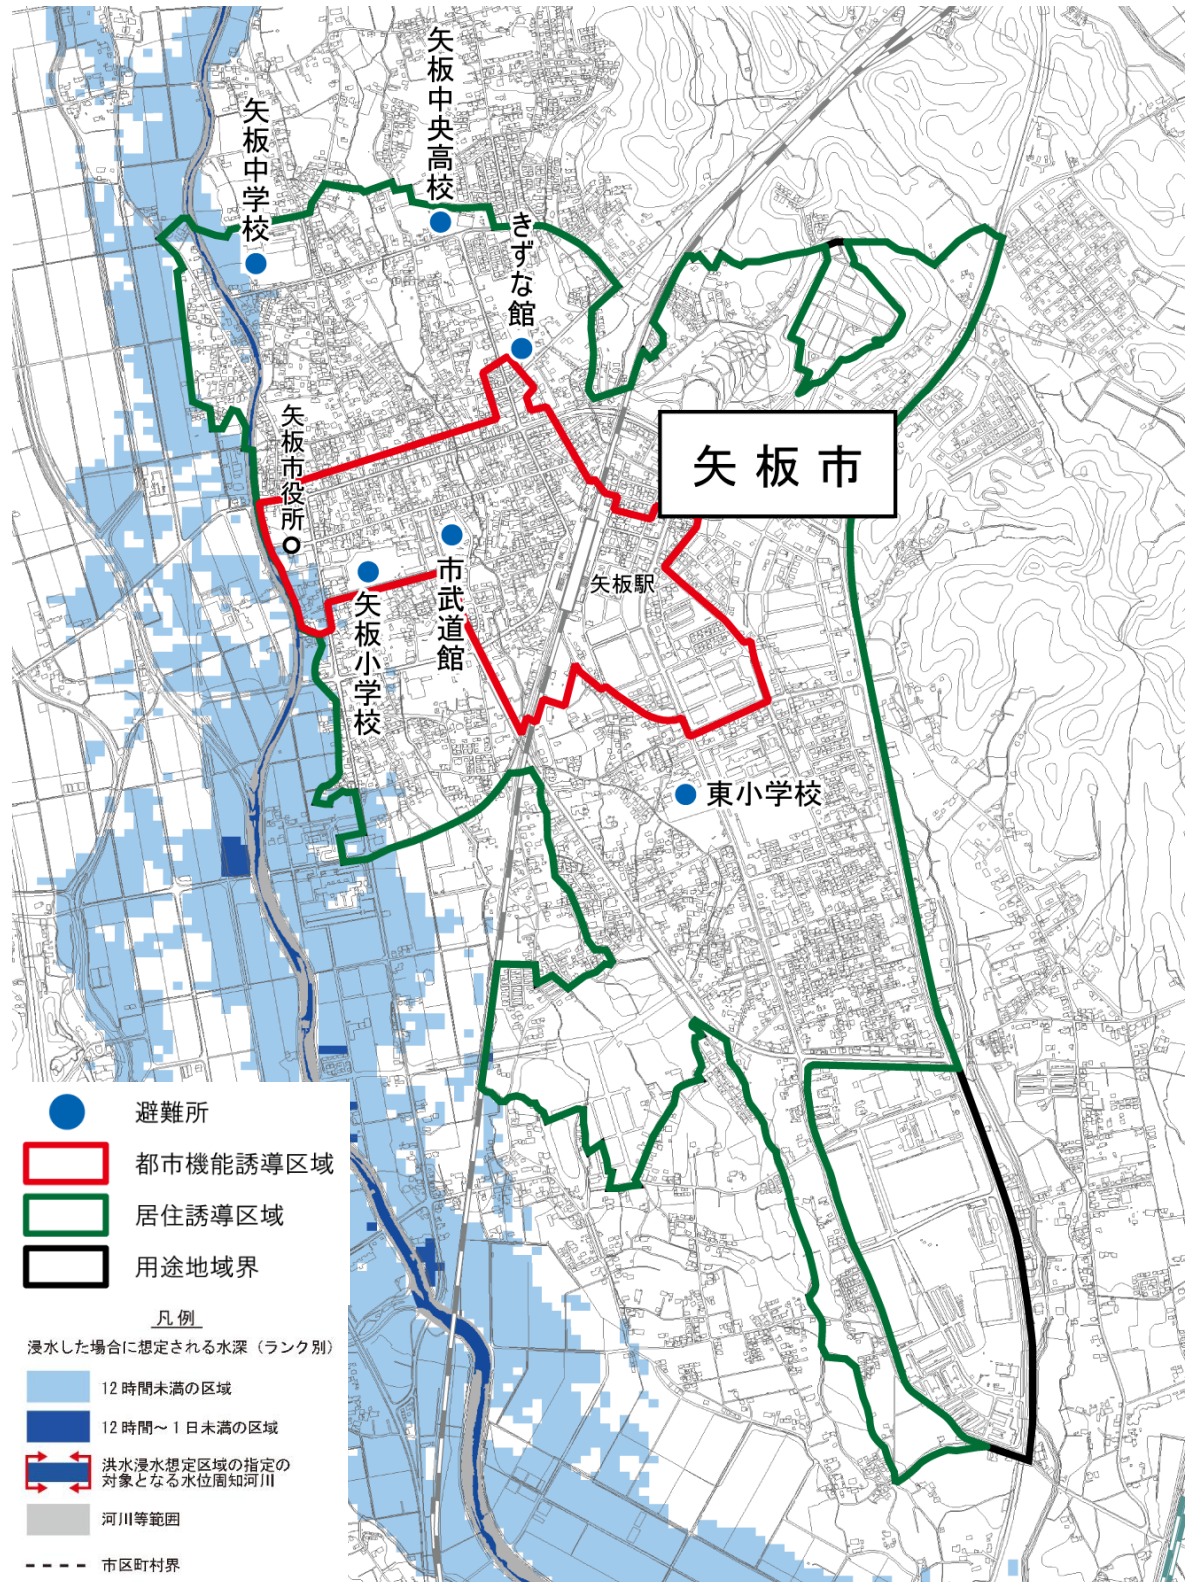 矢板中央高校
矢板中学校
きずな館
矢板市役所
矢板市
矢板駅
市武道館
矢板小学校
東小学校
避難所
都市機能誘導区域
居住誘導区域
用途地域界
凡例
浸水した場合に想定される水深（ランク別）
12時間未満の区域
12時間～1日未満の区域
洪水浸水想定区域の指定の
対象となる水位周知河川
河川等範囲
市区町村界